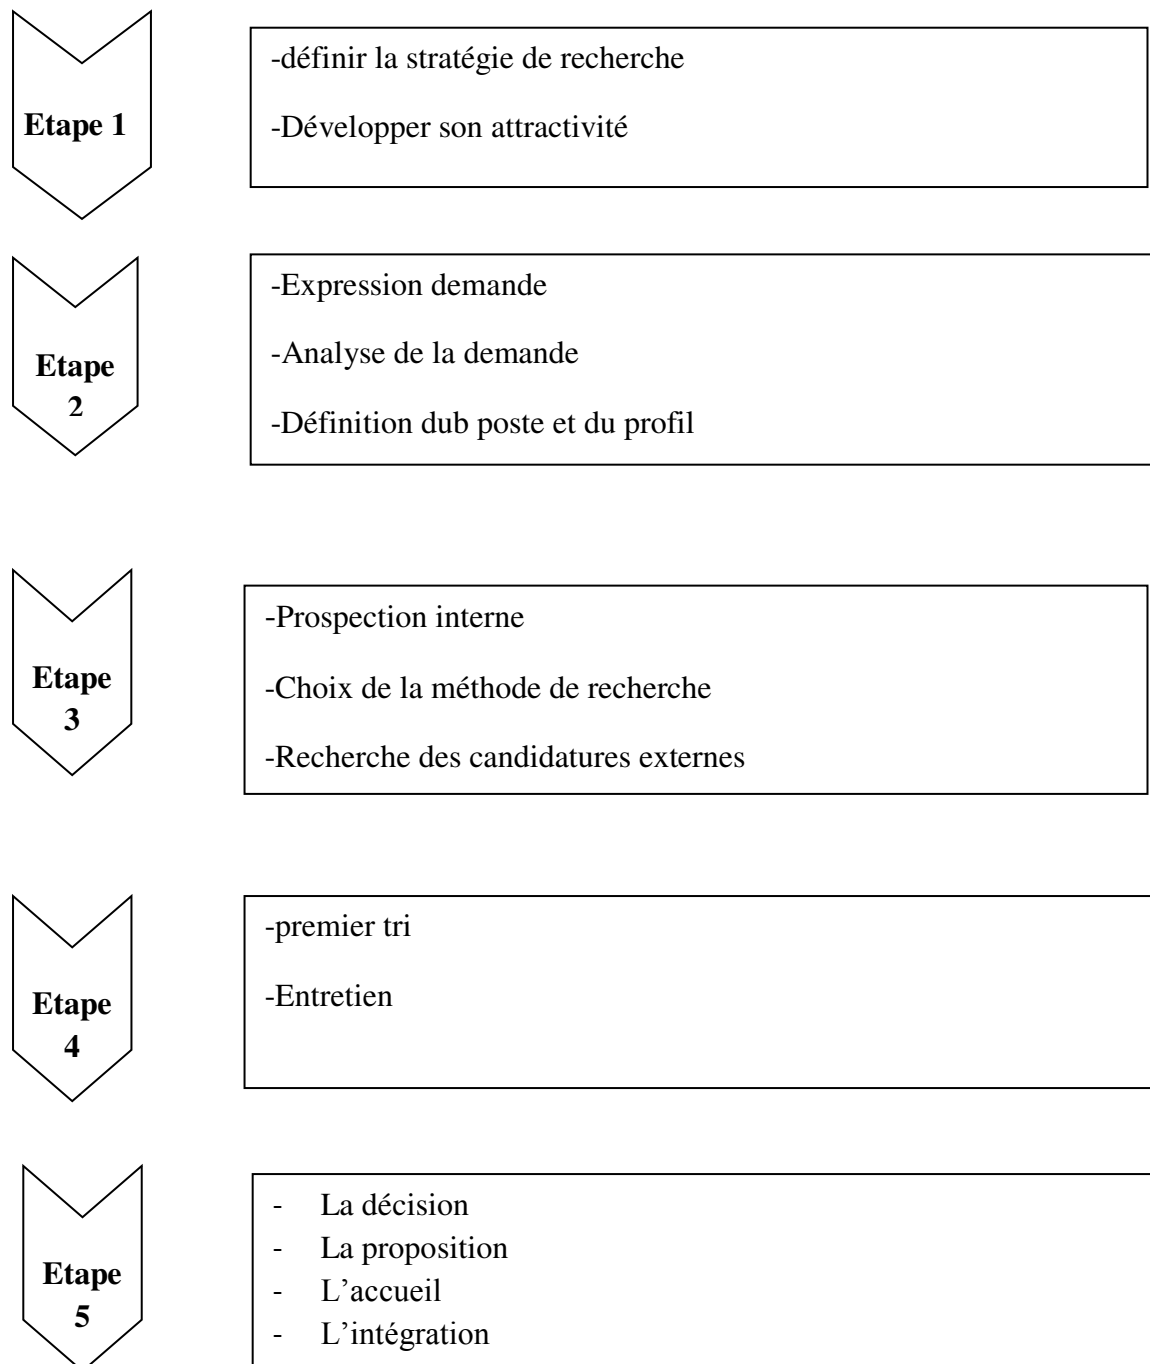 Etape 1
-définir la stratégie de recherche
-Développer son attractivité
Etape
2
-Expression demande
-Analyse de la demande
-Définition dub poste et du profil
Etape
3
-Prospection interne
-Choix de la méthode de recherche
-Recherche des candidatures externes
Etape
4
-premier tri
-Entretien
Etape
5
- La décision
- La proposition
- L’accueil
- L’intégration